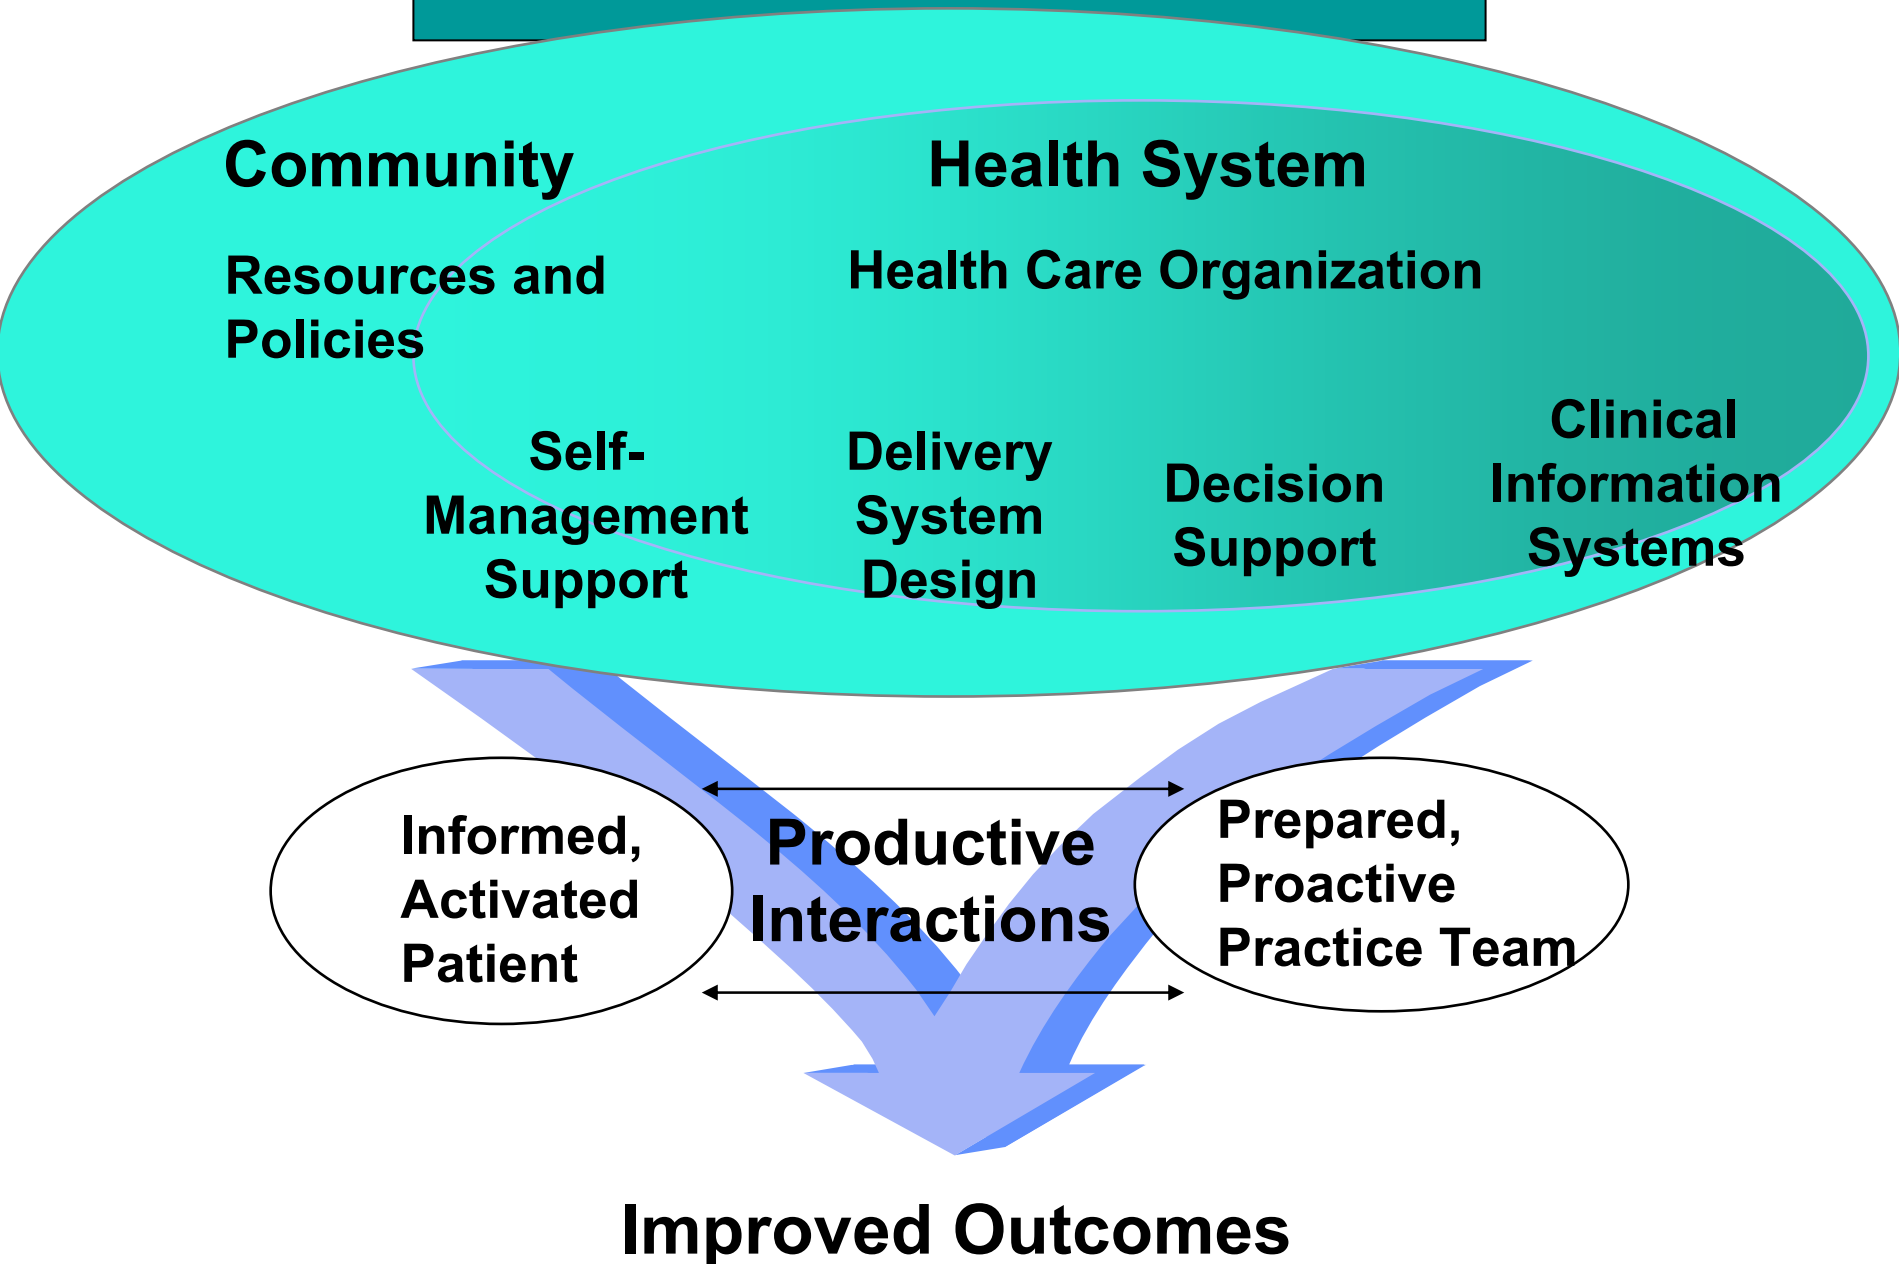 Community
Health System
Resources and
Policies
Health Care Organization
Self-
Management
Support
Delivery
System
Design
Decision
Support
Clinical
Information
Systems
Informed,
Activated
Patient
Productive
Interactions
Prepared,
Proactive
Practice Team
Improved Outcomes